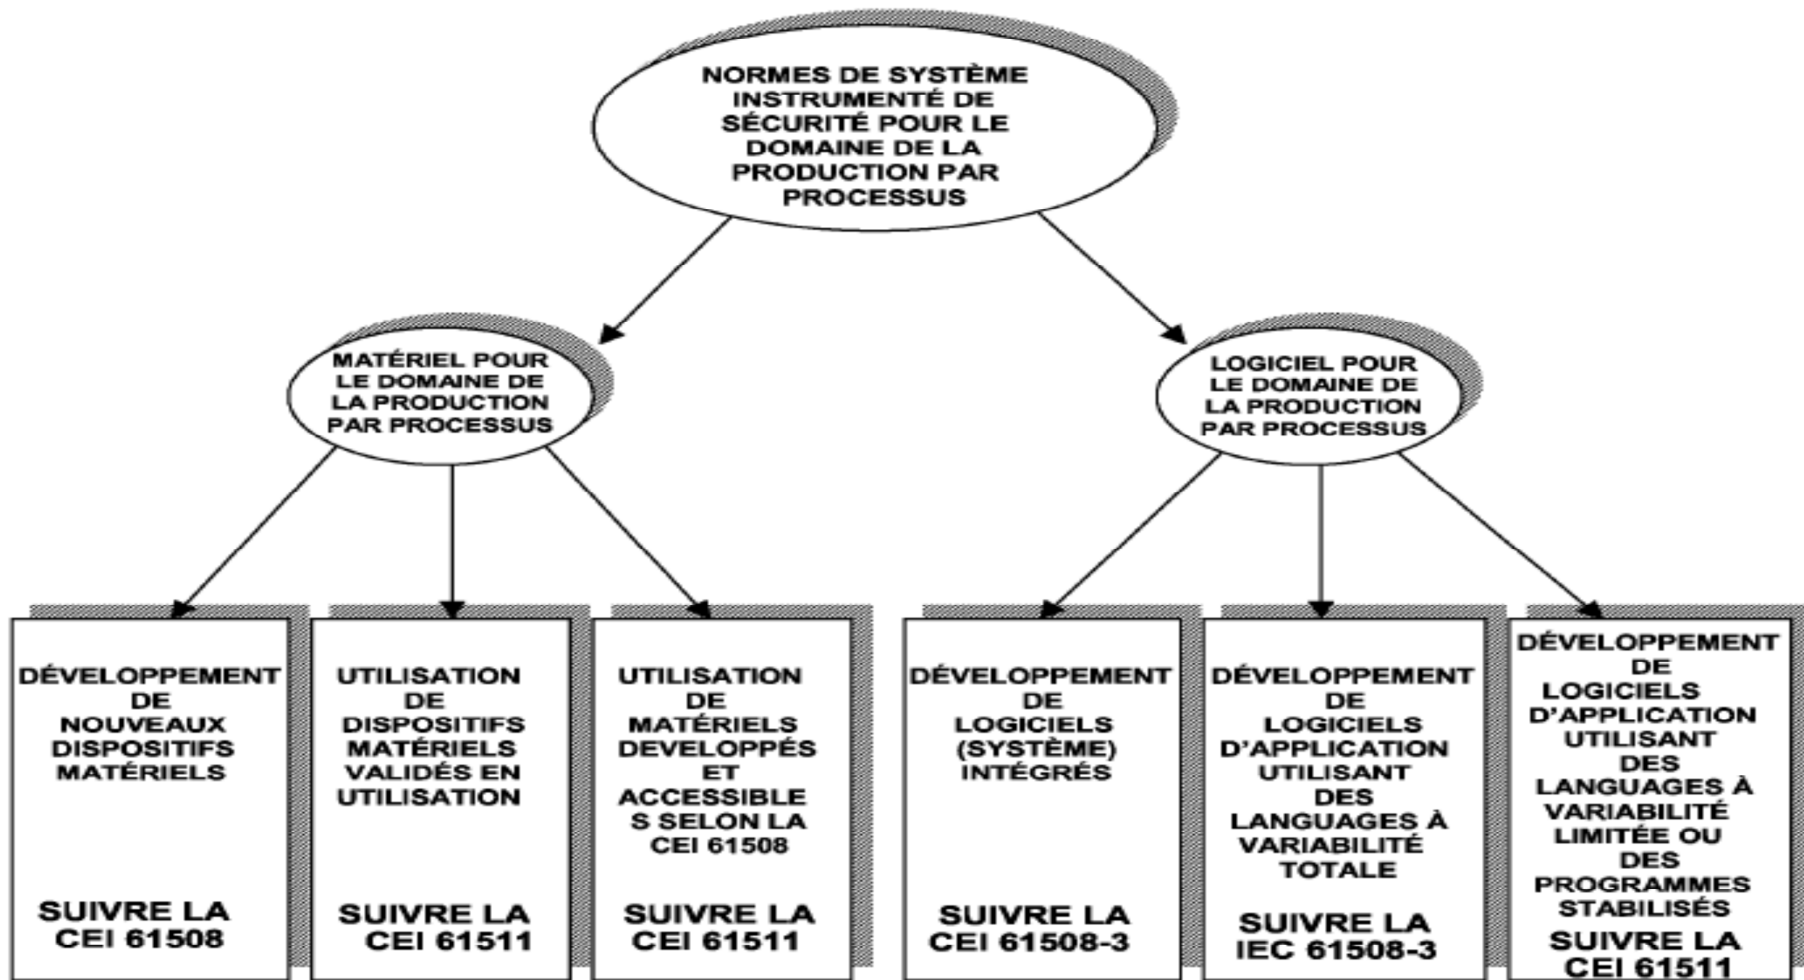 NORMES DE SYSTÈME
INSTRUMENTÉ DE
SÉCURITÉ POUR LE
DOMAINE DE LA
PRODUCTION PAR
PROCESSUS
MATÉRIEL POUR
LE DOMAINE DE
LA PRODUCTION
PAR PROCESSUS
LOGICIEL POUR
LE DOMAINE DE
LA PRODUCTION
PAR PROCESSUS
DÉVELOPPEMENT
DE
NOUVEAUX
DISPOSITIFS
MATÉRIELS
SUIVRE LA
CEI 61508
UTILISATION
DE
DISPOSITIFS
MATÉRIELS
VALIDÉS EN
UTILISATION
SUIVRE LA
CEI 61511
UTILISATION
DE
MATÉRIELS
DEVELOPPÉS
ET
ACCESSIBLE
S SELON LA
CEI 61508
SUIVRE LA
CEI 61511
DÉVELOPPEMENT
DE
LOGICIELS
(SYSTÈME)
INTÉGRÉS
SUIVRE LA
CEI 61508-3
DÉVELOPPEMENT
DE
LOGICIELS
D'APPLICATION
UTILISANT
DES
LANGUAGES À
VARIABILITÉ
TOTALE
SUIVRE LA
IEC 61508-3
DÉVELOPPEMENT
DE
LOGICIELS
D'APPLICATION
UTILISANT
DES
LANGUAGES À
VARIABILITÉ
LIMITÉE OU
DES
PROGRAMMES
STABILISÉS
SUIVRE LA
CEI 61511